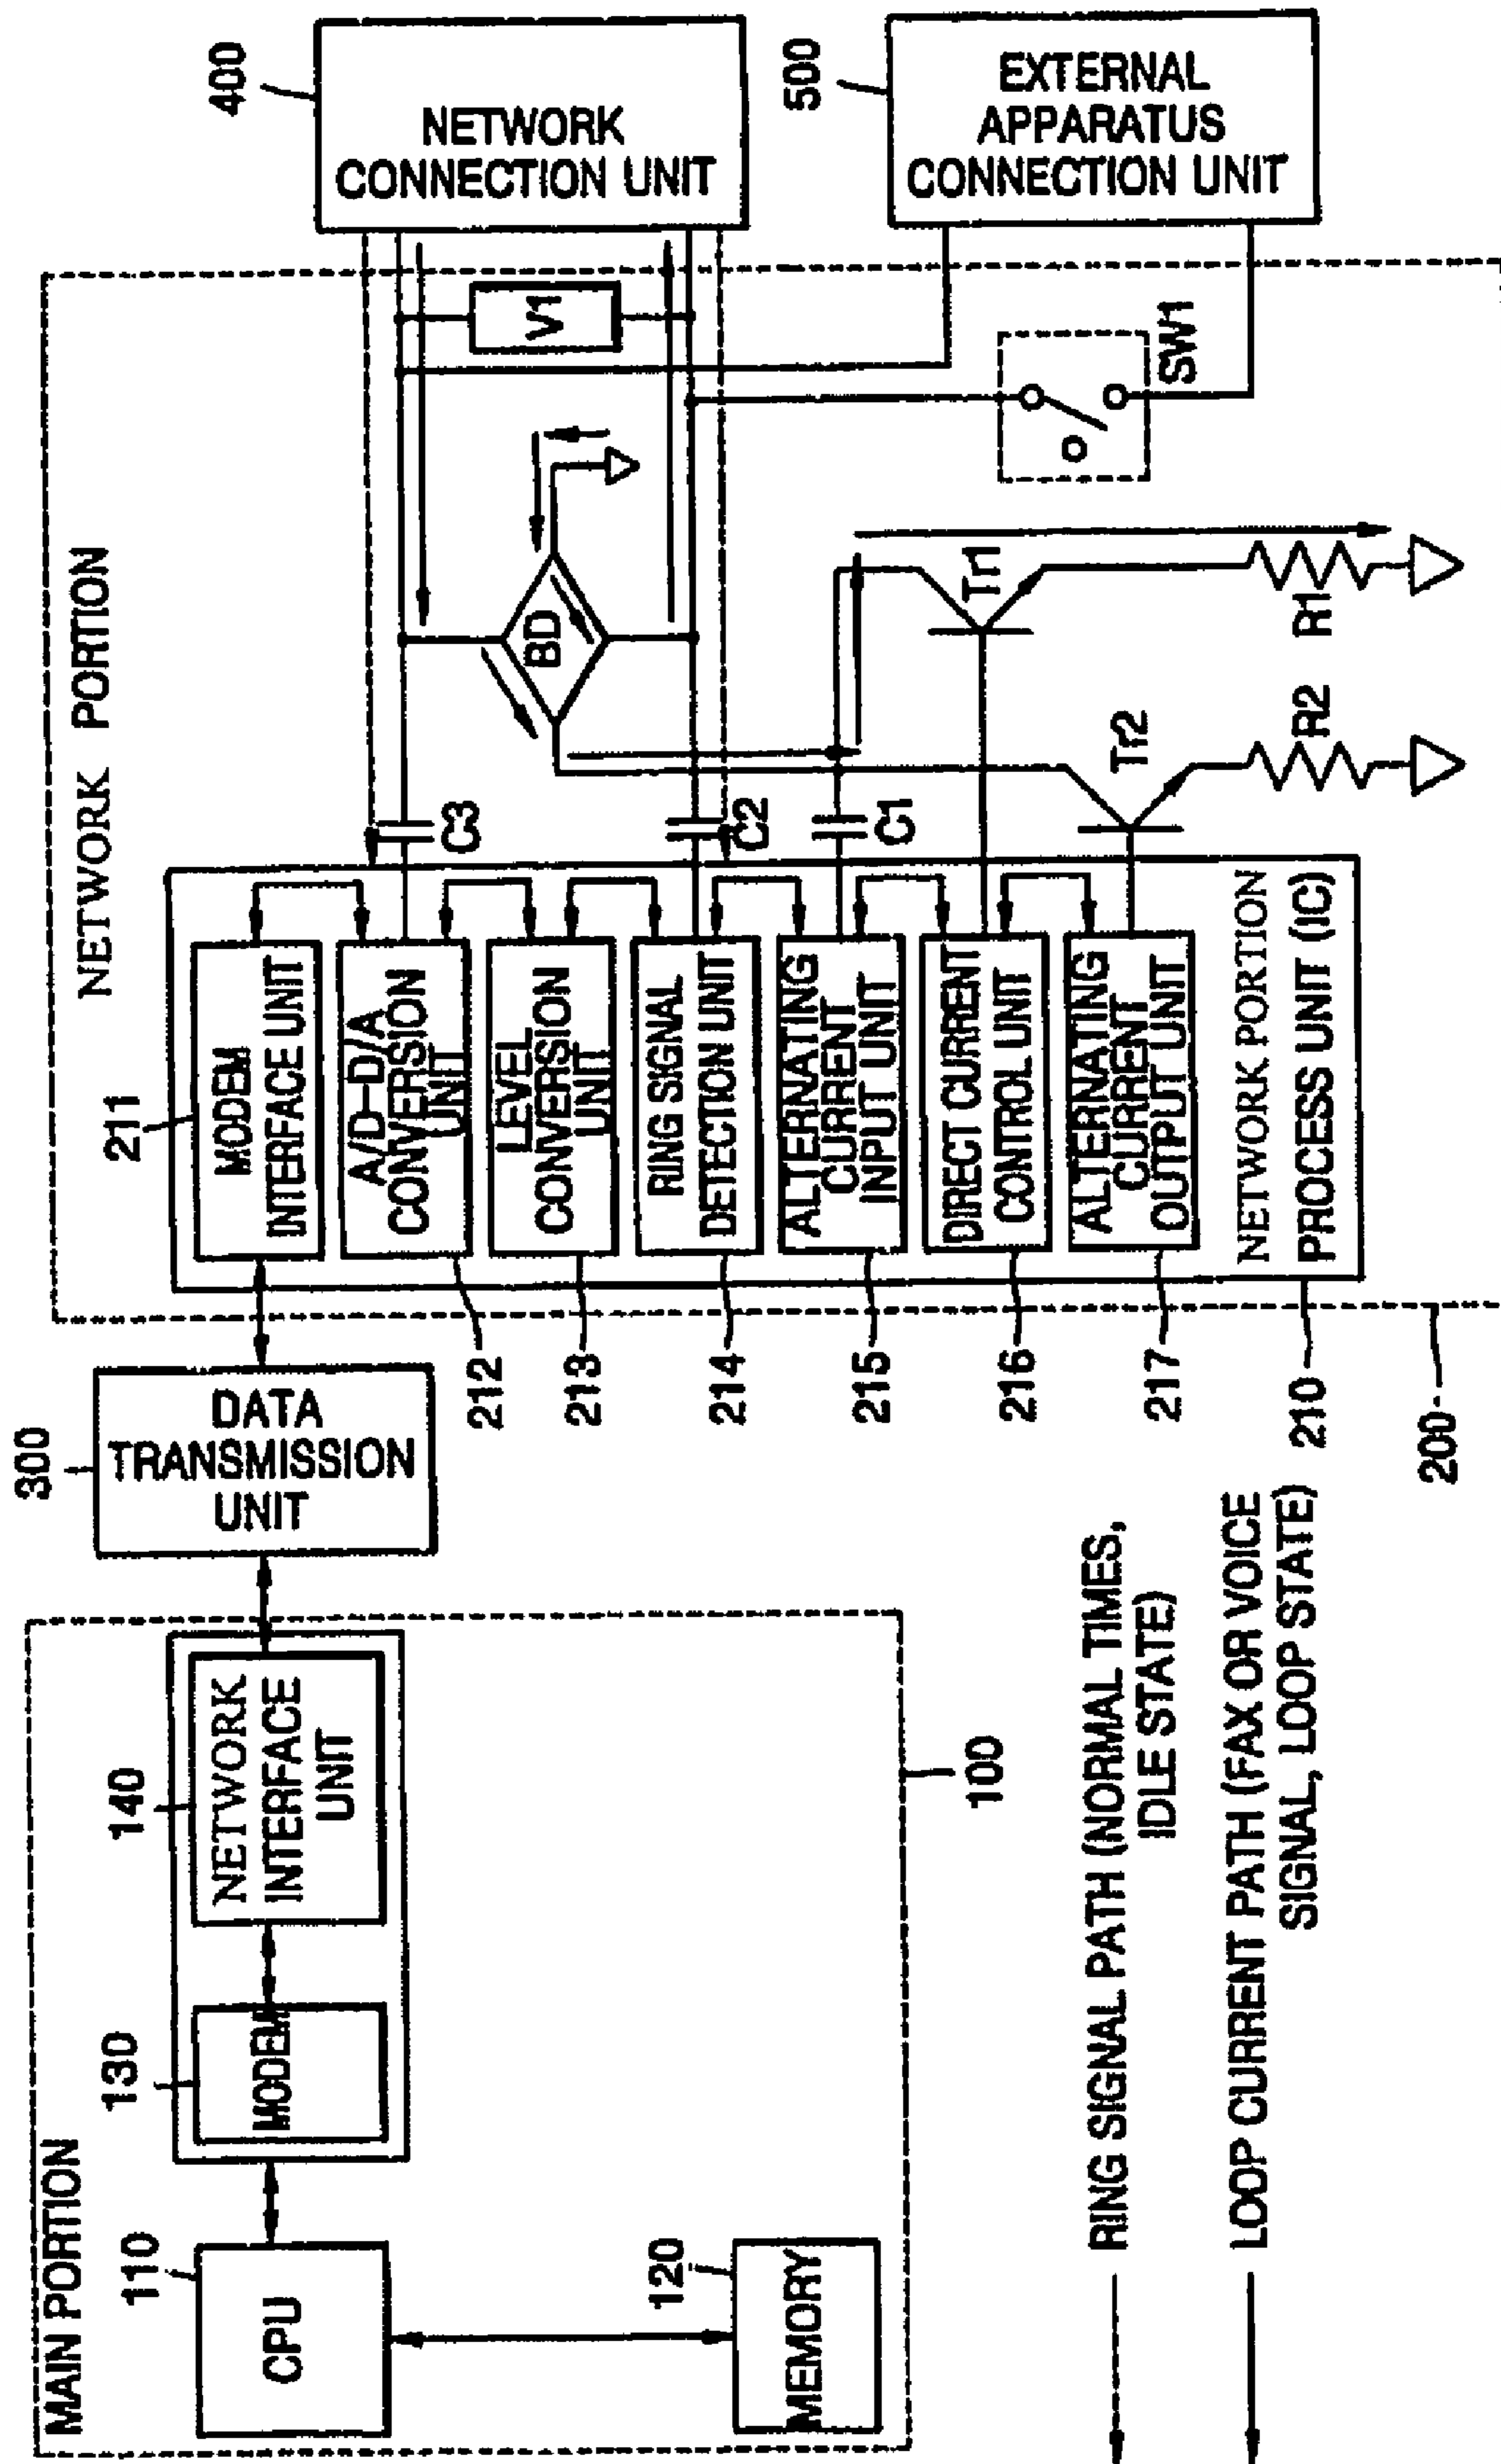 MAIN PORTION
110
CPU
120
MEMORY
130
MODEM
140
NETWORK
INTERFACE
UNIT
100
300
DATA
TRANSMISSION
UNIT
NETWORK PORTION
211
MODEM
INTERFACE UNIT
A/D-D/A
CONVERSION
UNIT
212
LEVEL
CONVERSION
UNIT
213
RING SIGNAL
DETECTION UNIT
214
ALTERNATING
CURRENT
INPUT UNIT
215
DIRECT CURRENT
CONTROL UNIT
216
ALTERNATING
CURRENT
OUTPUT UNIT
217
NETWORK PORTION
PROCESS UNIT (IC)
210
200
C3
C2
C1
BD
V1
Tr1
Tr2
R1
R2
SW1
400
NETWORK
CONNECTION UNIT
500
EXTERNAL
APPARATUS
CONNECTION UNIT
RING SIGNAL PATH (NORMAL TIMES,
IDLE STATE)
LOOP CURRENT PATH (FAX OR VOICE
SIGNAL, LOOP STATE)